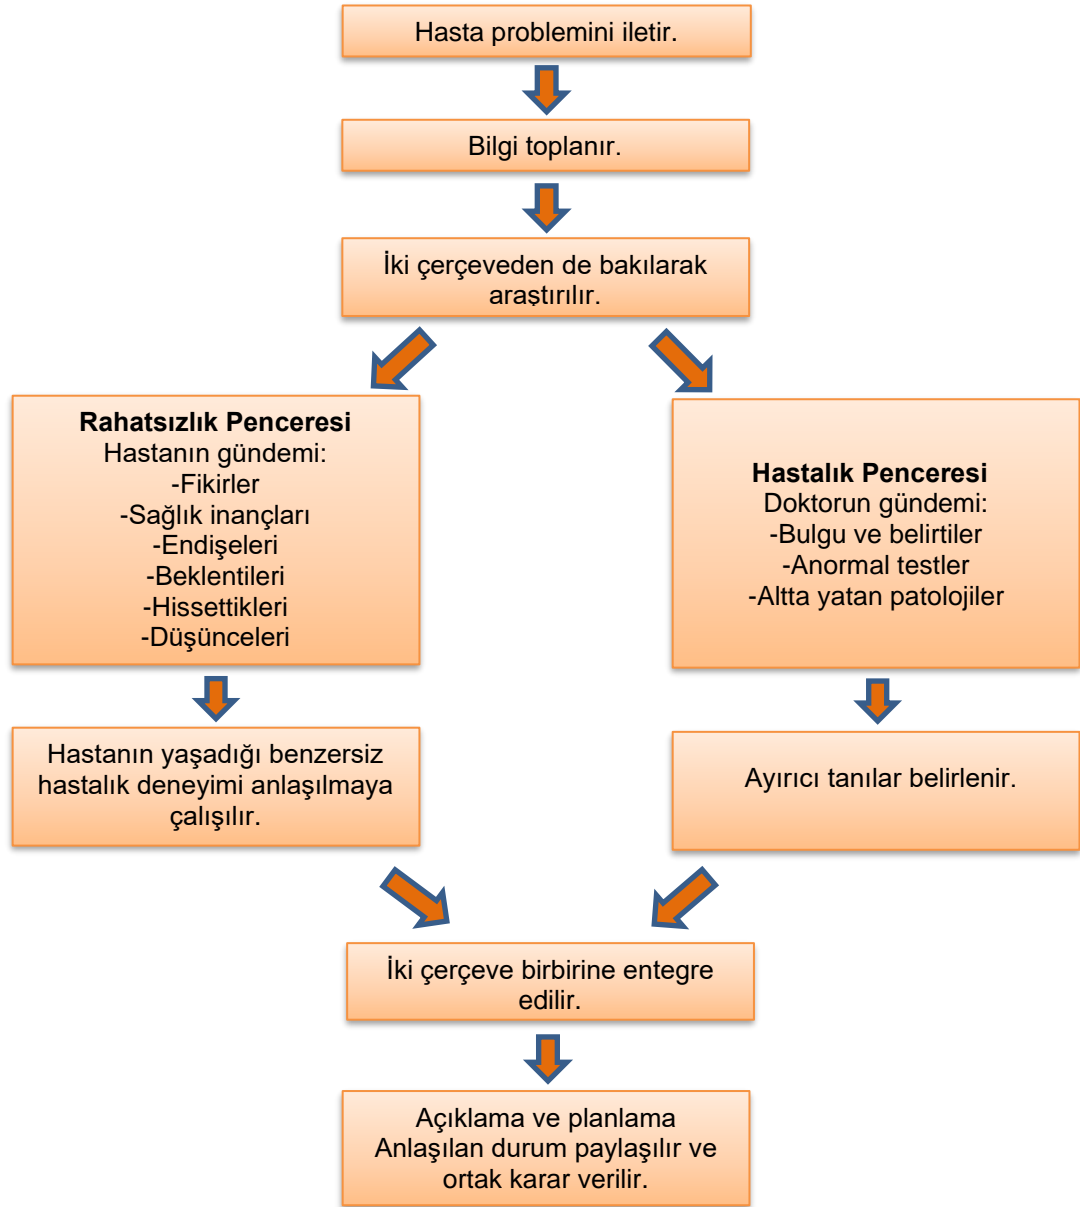 Hasta problemini iletir.
Bilgi toplanır.
İki çerçeveden de bakılarak
araştırılır.
Rahatsızlık Penceresi
Hastanın gündemi:
-Fikirler
-Sağlık inançları
-Endişeleri
-Beklentileri
-Hissettikleri
-Düşünceleri
Hastalık Penceresi
Doktorun gündemi:
-Bulgu ve belirtiler
-Anormal testler
-Altta yatan patolojiler
Hastanın yaşadığı benzersiz
hastalık deneyimi anlaşılmaya
çalışılır.
Ayırıcı tanılar belirlenir.
İki çerçeve birbirine entegre
edilir.
Açıklama ve planlama
Anlaşılan durum paylaşılır ve
ortak karar verilir.